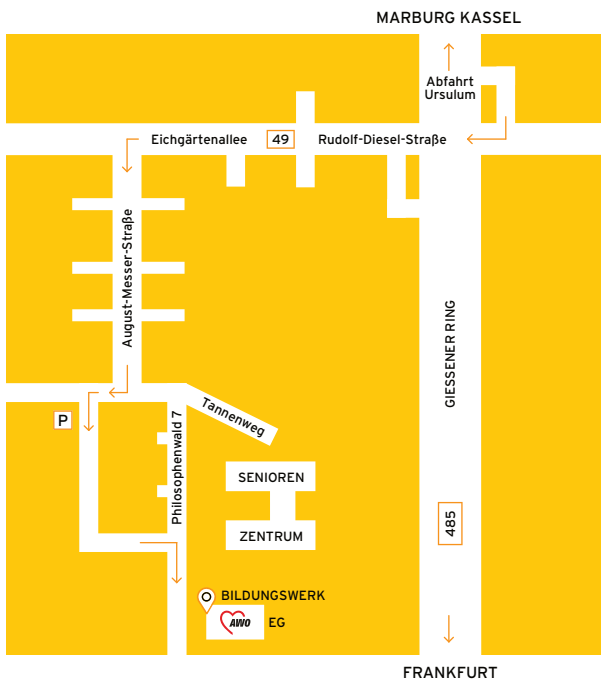 MARBURG KASSEL
Abfahrt
Ursulum
Eichgärtenallee
49
Rudolf-Diesel-Straße
August-Messer-Straße
GIESSENER RING
P
Tannenweg
Philosophenwald 7
SENIOREN
ZENTRUM
485
BILDUNGSWERK
AWO
EG
FRANKFURT